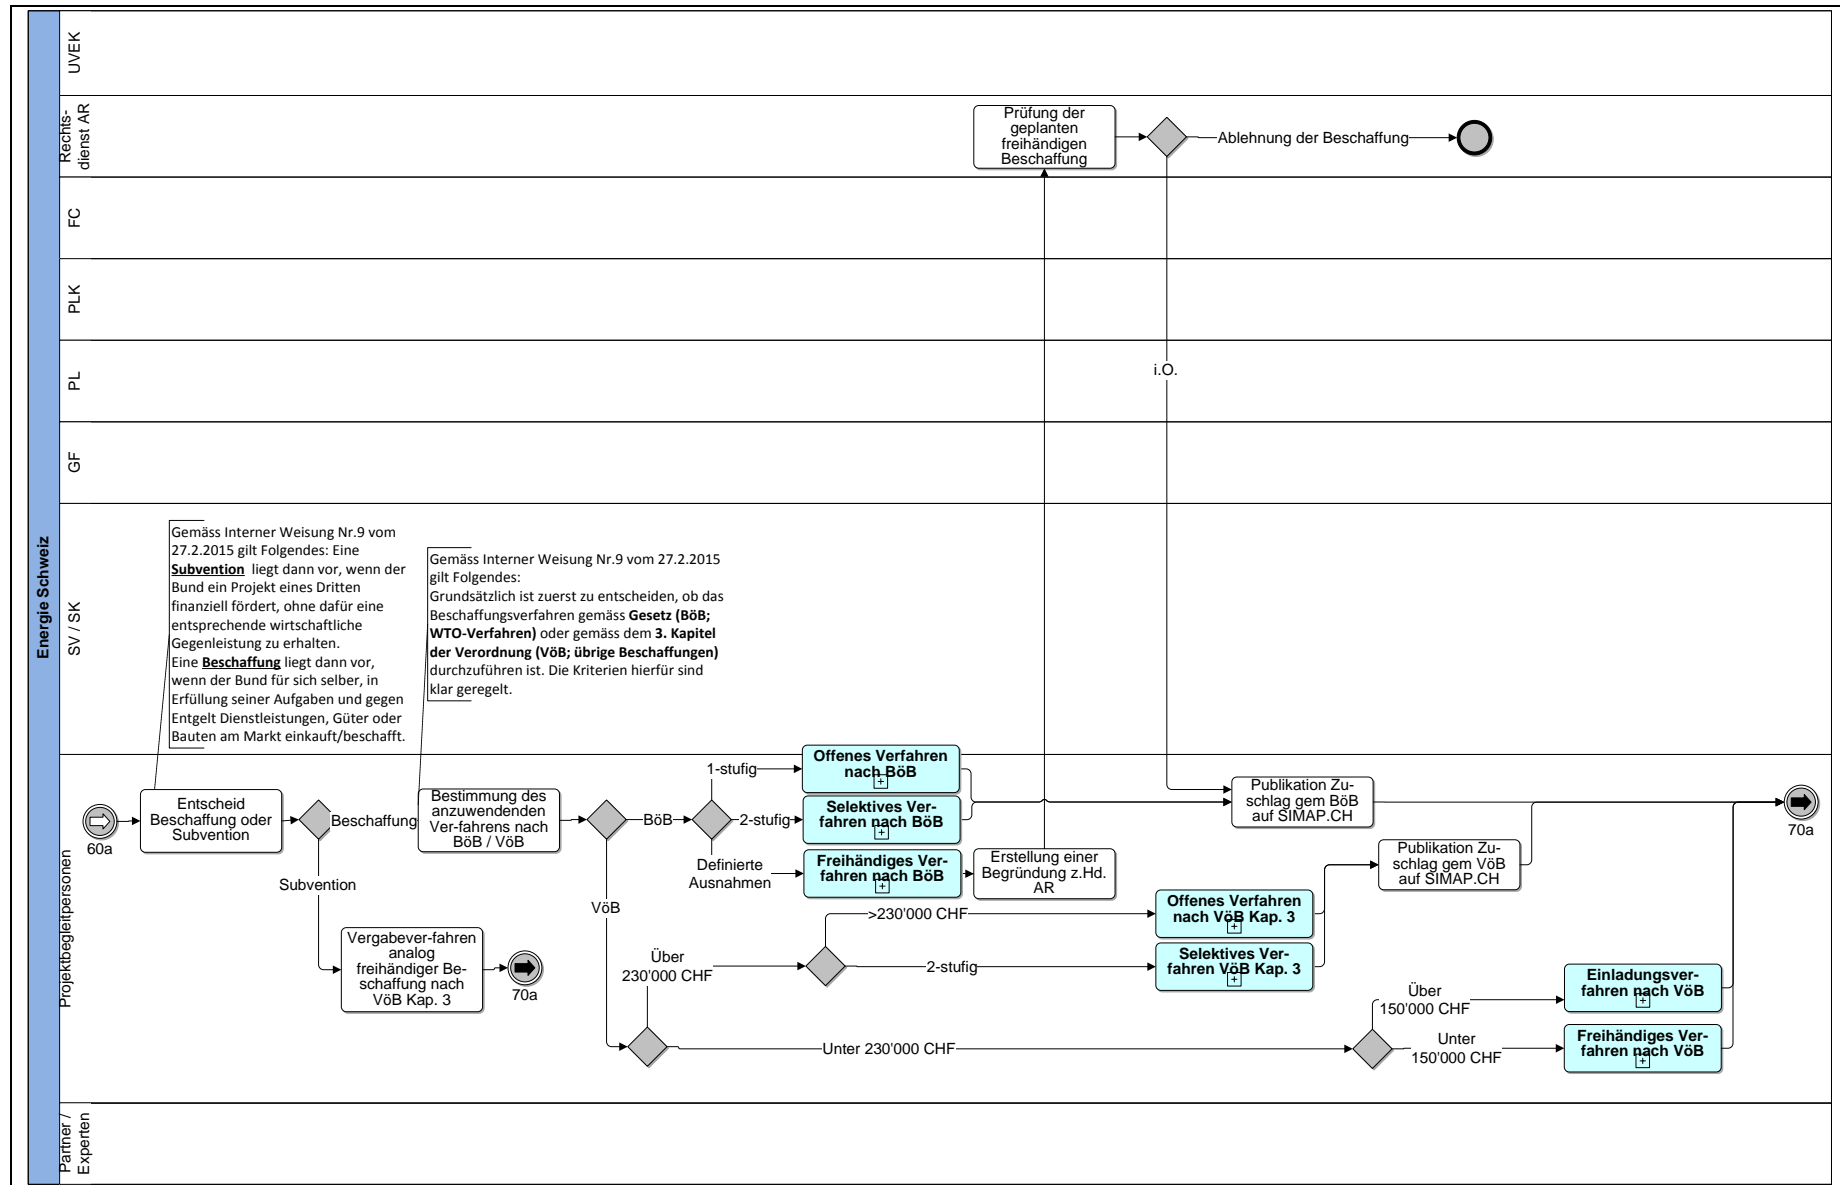 Energie Schweiz
UVEK
Rechts-
dienst AR
FC
PLK
PL
GF
SV / SK
Projektbegleitpersonen
Partner /
Experten
Prüfung der
geplanten
freihändigen
Beschaffung
Ablehnung der Beschaffung
i.O.
Gemäss Interner Weisung Nr.9 vom
27.2.2015 gilt Folgendes: Eine
Subvention liegt dann vor, wenn der
Bund ein Projekt eines Dritten
finanziell fördert, ohne dafür eine
entsprechende wirtschaftliche
Gegenleistung zu erhalten.
Eine Beschaffung liegt dann vor,
wenn der Bund für sich selber, in
Erfüllung seiner Aufgaben und gegen
Entgelt Dienstleistungen, Güter oder
Bauten am Markt einkauft/beschafft.
Gemäss Interner Weisung Nr.9 vom 27.2.2015
gilt Folgendes:
Grundsätzlich ist zuerst zu entscheiden, ob das
Beschaffungsverfahren gemäss Gesetz (BöB;
WTO-Verfahren) oder gemäss dem 3. Kapitel
der Verordnung (VöB; übrige Beschaffungen)
durchzuführen ist. Die Kriterien hierfür sind
klar geregelt.
60a
Entscheid
Beschaffung oder
Subvention
Beschaffung
Subvention
Vergabever-fahren
analog
freihändiger Be-
schaffung nach
VöB Kap. 3
70a
Bestimmung des
anzuwendenden
Ver-fahrens nach
BöB / VöB
BöB
VöB
1-stufig
2-stufig
Definierte
Ausnahmen
Offenes Verfahren
nach BöB
Selektives Ver-
fahren nach BöB
Freihändiges Ver-
fahren nach BöB
Erstellung einer
Begründung z.Hd.
AR
Publikation Zu-
schlag gem BöB
auf SIMAP.CH
Publikation Zu-
schlag gem VöB
auf SIMAP.CH
70a
Über
230'000 CHF
>230'000 CHF
2-stufig
Offenes Verfahren
nach VöB Kap. 3
Selektives Ver-
fahren VöB Kap. 3
Unter 230'000 CHF
Über
150'000 CHF
Unter
150'000 CHF
Einladungsver-
fahren nach VöB
Freihändiges Ver-
fahren nach VöB